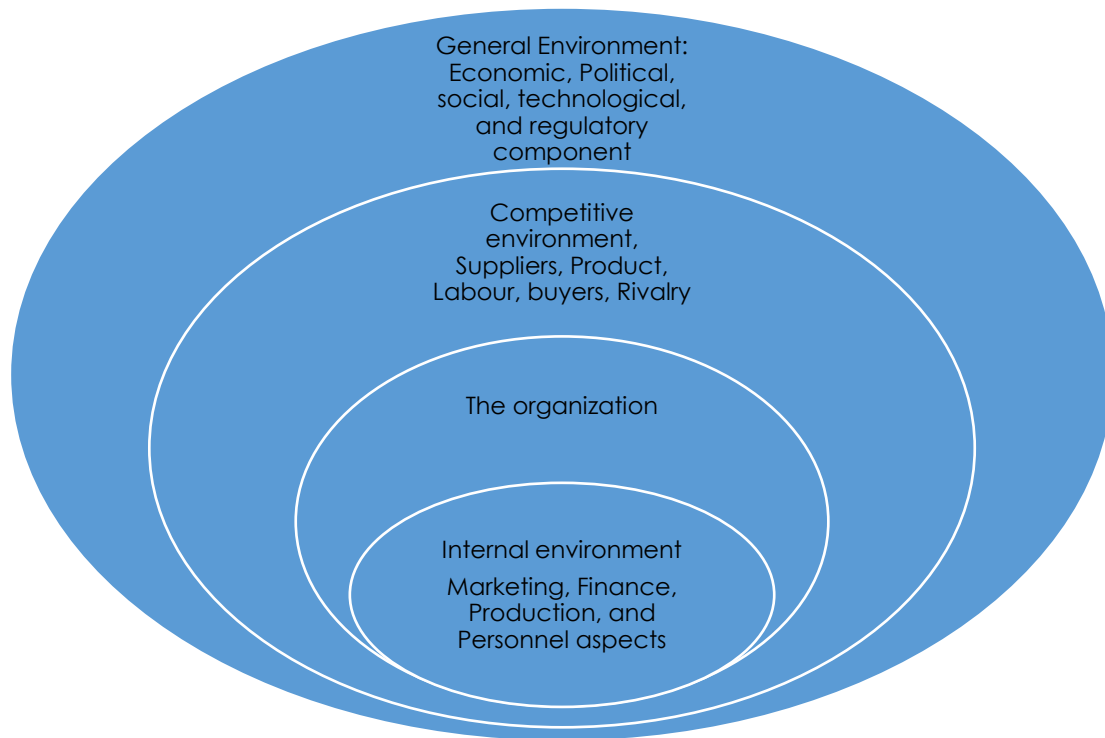 General Environment:
Economic, Political,
social, technological,
and regulatory
component
Competitive
environment,
Suppliers, Product,
Labour, buyers, Rivalry
The organization
Internal environment
Marketing, Finance,
Production, and
Personnel aspects